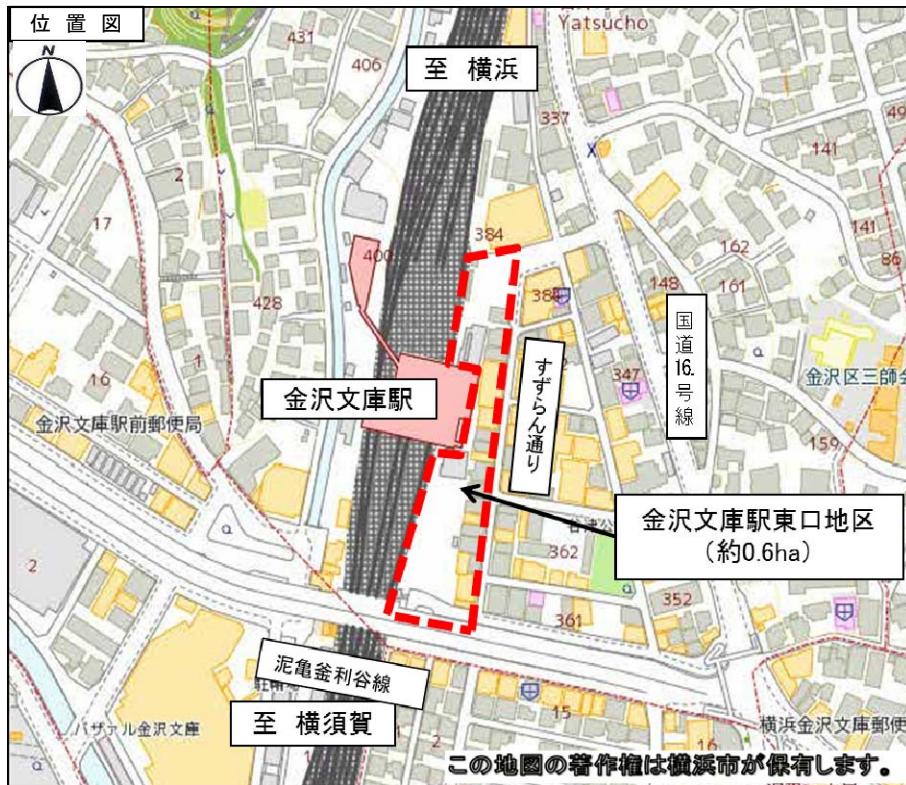 位置図
N
431
406
至 横浜
Yatsucho
337
49
141
2
17
384
400
162
141
86
428
384
148
161
国道16号線
すずらん通り
347
金沢区三師会
1
16
金沢文庫駅
金沢文庫駅前郵便局
159
金沢文庫駅東口地区
(約0.6ha)
谷津公
362
2
352
361
泥亀釜利谷線
バザァル金沢文庫
至 横須賀
15
横浜金沢文庫郵便
2
16
この地図の著作権は横浜市が保有します。